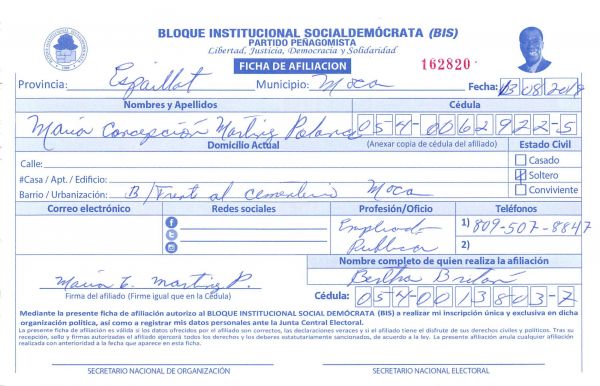 BLOQUE INSTITUCIONAL SOCIALDEMÓCRATA (BIS)
PARTIDO PEÑAGOMISTA
Libertad, Justicia, Democracia y Solidaridad
FICHA DE AFILIACION
162820
Provincia: Espaillat Municipio: Moca Fecha: 13 08 2018
Nombres y Apellidos Cédula
Maria Concepción Martinez Polanco 054-0062922-5
Domicilio Actual (Anexar copia de cédula del afiliado) Estado Civil
Calle: Casado
#Casa / Apt. / Edificio: Soltero
Barrio / Urbanización: B/ Frent al cementerio Moca Conviviente
Correo electrónico Redes sociales Profesión/Oficio Teléfonos
Empleada 1) 809-507-8847
Publica 2)
Nombre completo de quien realiza la afiliación
Maria C. Martinez P. Bertha
Firma del afiliado (Firme igual que en la Cédula) Cédula: 054-0013803-7
Mediante la presente ficha de afiliación autorizo al BLOQUE INSTITUCIONAL SOCIAL DEMÓCRATA (BIS) a realizar mi inscripción única y exclusiva en dicha
organización política, así como a registrar mis datos personales ante la Junta Central Electoral.
La presente ficha de afiliación es válida si los datos ofrecidos por el afiliado son correctos, las declaraciones veraces y si el afiliado tiene el disfrute de sus derechos civiles y políticos. Tras su
recepción, sello y firmas autorizadas el afiliado ejercerá todos los derechos y los deberes estatutariamente sancionados, de acuerdo a la ley. La presente afiliación anula cualquier afiliación
realizada con anterioridad a la fecha que aparece en esta ficha.
SECRETARIO NACIONAL DE ORGANIZACIÓN SECRETARIO NACIONAL ELECTORAL